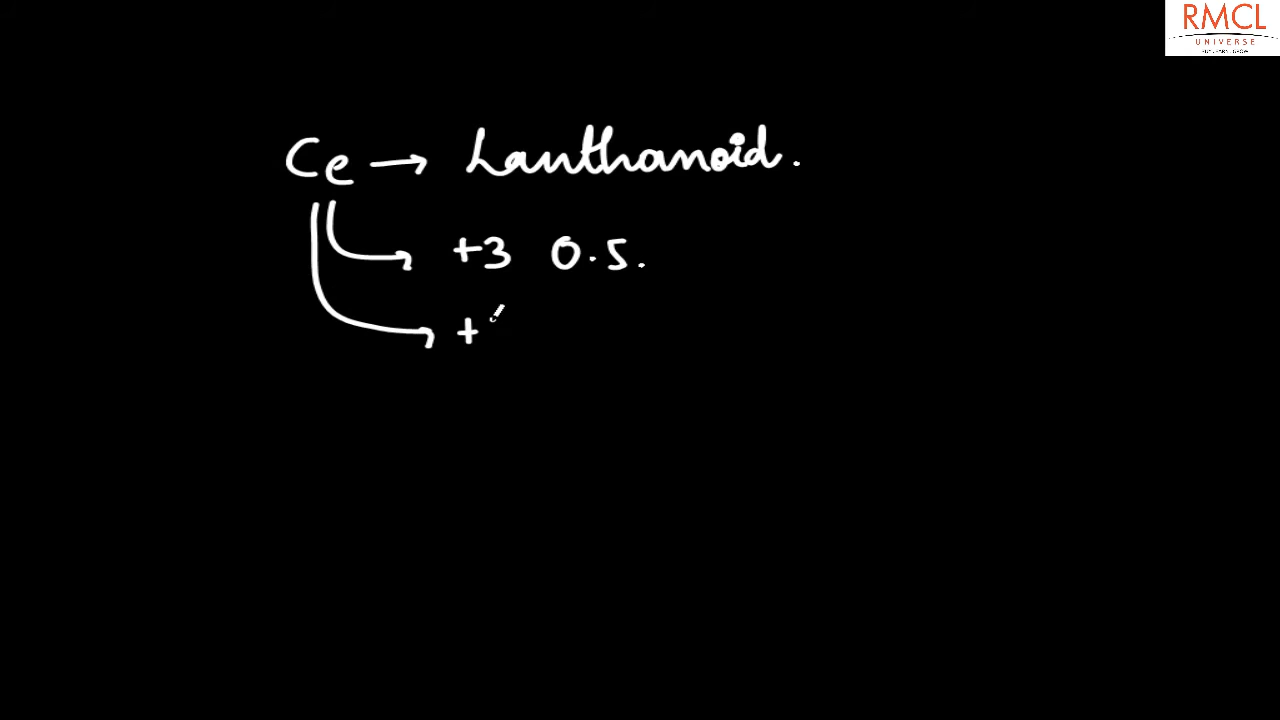 RMCL
UNIVERSE
Ce → Lanthanoid.
+3 O.S.
+